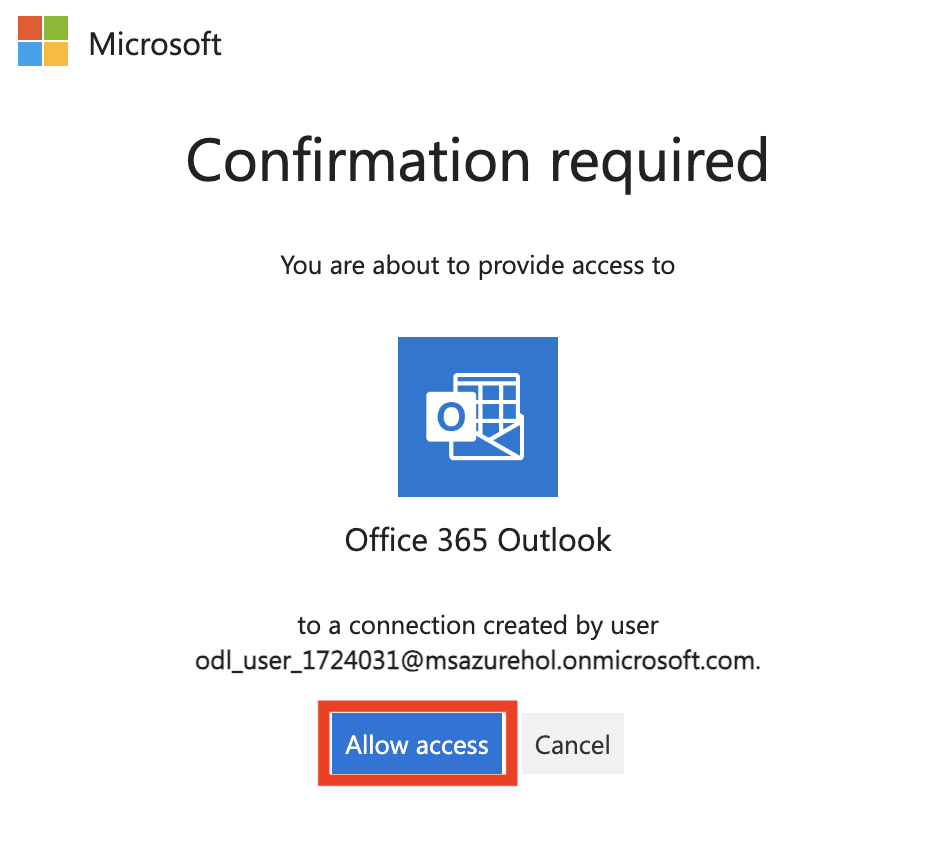 Microsoft
Confirmation required
You are about to provide access to
O
Office 365 Outlook
to a connection created by user
odl_user_1724031@msazurehol.onmicrosoft.com.
Allow access Cancel